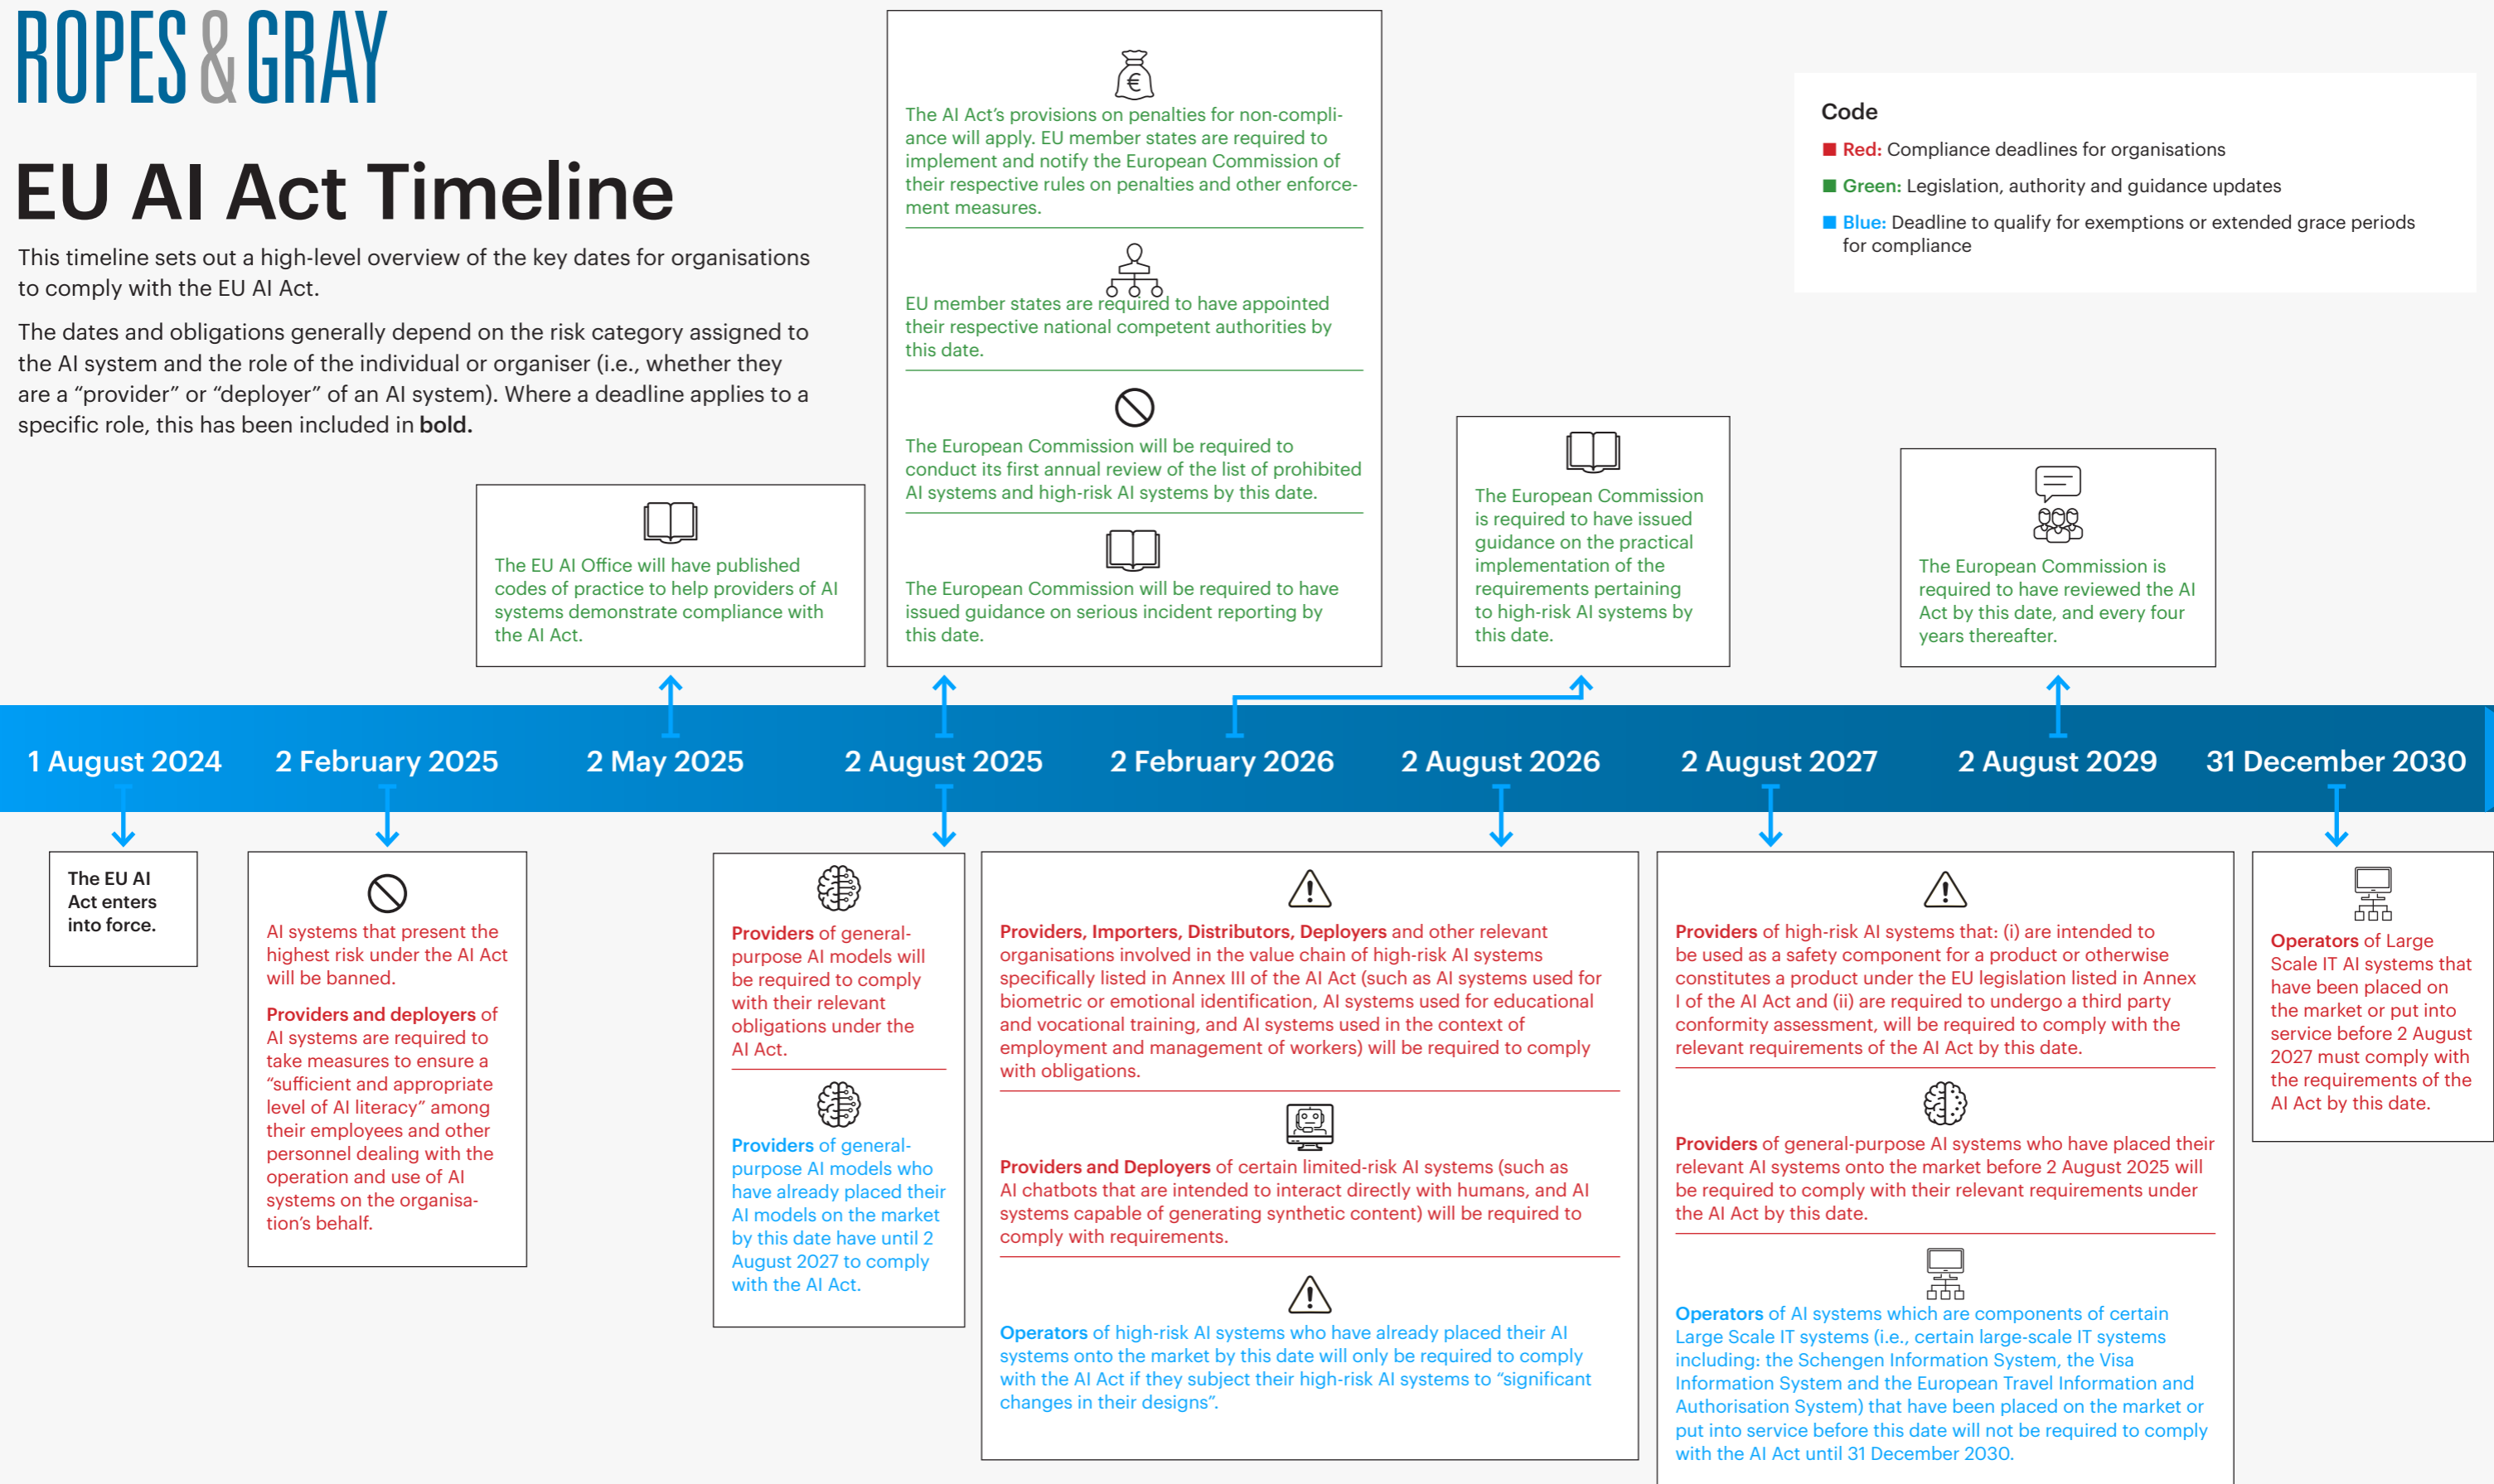 ROPES & GRAY
EU AI Act Timeline
This timeline sets out a high-level overview of the key dates for organisations
to comply with the EU AI Act.
The dates and obligations generally depend on the risk category assigned to
the AI system and the role of the individual or organiser (i.e., whether they
are a “provider” or “deployer” of an AI system). Where a deadline applies to a
specific role, this has been included in bold.
Code
Red: Compliance deadlines for organisations
Green: Legislation, authority and guidance updates
Blue: Deadline to qualify for exemptions or extended grace periods
for compliance
The EU AI Office will have published
codes of practice to help providers of AI
systems demonstrate compliance with
the AI Act.
€
The AI Act’s provisions on penalties for non-compli-
ance will apply. EU member states are required to
implement and notify the European Commission of
their respective rules on penalties and other enforce-
ment measures.
EU member states are required to have appointed
their respective national competent authorities by
this date.
The European Commission will be required to
conduct its first annual review of the list of prohibited
AI systems and high-risk AI systems by this date.
The European Commission will be required to have
issued guidance on serious incident reporting by
this date.
The European Commission
is required to have issued
guidance on the practical
implementation of the
requirements pertaining
to high-risk AI systems by
this date.
The European Commission is
required to have reviewed the AI
Act by this date, and every four
years thereafter.
1 August 2024
2 February 2025
2 May 2025
2 August 2025
2 February 2026
2 August 2026
2 August 2027
2 August 2029
31 December 2030
The EU AI
Act enters
into force.
AI systems that present the
highest risk under the AI Act
will be banned.
Providers and deployers of
AI systems are required to
take measures to ensure a
“sufficient and appropriate
level of AI literacy” among
their employees and other
personnel dealing with the
operation and use of AI
systems on the organisa-
tion’s behalf.
Providers of general-
purpose AI models will
be required to comply
with their relevant
obligations under the
AI Act.
Providers of general-
purpose AI models who
have already placed their
AI models on the market
by this date have until 2
August 2027 to comply
with the AI Act.
Providers, Importers, Distributors, Deployers and other relevant
organisations involved in the value chain of high-risk AI systems
specifically listed in Annex III of the AI Act (such as AI systems used for
biometric or emotional identification, AI systems used for educational
and vocational training, and AI systems used in the context of
employment and management of workers) will be required to comply
with obligations.
Providers and Deployers of certain limited-risk AI systems (such as
AI chatbots that are intended to interact directly with humans, and AI
systems capable of generating synthetic content) will be required to
comply with requirements.
Operators of high-risk AI systems who have already placed their AI
systems onto the market by this date will only be required to comply
with the AI Act if they subject their high-risk AI systems to “significant
changes in their designs”.
Providers of high-risk AI systems that: (i) are intended to
be used as a safety component for a product or otherwise
constitutes a product under the EU legislation listed in Annex
I of the AI Act and (ii) are required to undergo a third party
conformity assessment, will be required to comply with the
relevant requirements of the AI Act by this date.
Providers of general-purpose AI systems who have placed their
relevant AI systems onto the market before 2 August 2025 will
be required to comply with their relevant requirements under
the AI Act by this date.
Operators of AI systems which are components of certain
Large Scale IT systems (i.e., certain large-scale IT systems
including: the Schengen Information System, the Visa
Information System and the European Travel Information and
Authorisation System) that have been placed on the market or
put into service before this date will not be required to comply
with the AI Act until 31 December 2030.
Operators of Large
Scale IT AI systems that
have been placed on
the market or put into
service before 2 August
2027 must comply with
the requirements of the
AI Act by this date.